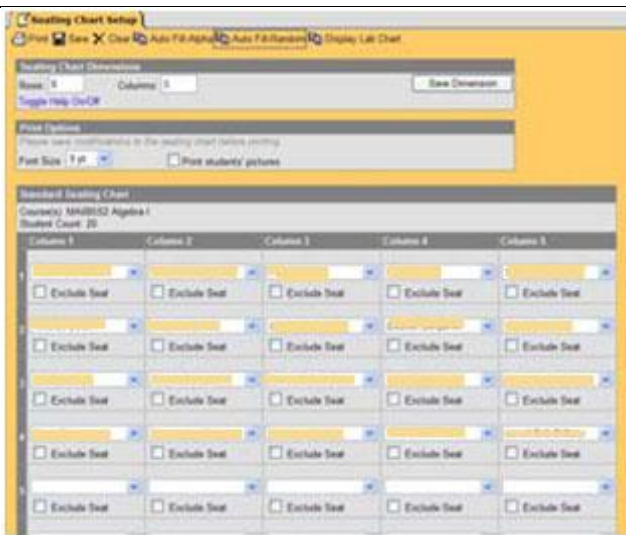 Seating Chart Setup
Print Save Clear Auto Fill-Alpha Auto Fill-Random Display Lab Chart
Seating Chart Dimensions
Rows: Columns: Save Dimension
Toggle Help On/Off
Print Options
Please save modifications to the seating chart before printing.
Font Size Print students' pictures
Standard Seating Chart
Course(s): Algebra I
Student Count: 20
Column 1 Column 2 Column 3 Column 4 Column 5
1
Exclude Seat Exclude Seat Exclude Seat Exclude Seat Exclude Seat
2
Exclude Seat Exclude Seat Exclude Seat Exclude Seat Exclude Seat
3
Exclude Seat Exclude Seat Exclude Seat Exclude Seat Exclude Seat
4
Exclude Seat Exclude Seat Exclude Seat Exclude Seat Exclude Seat
5
Exclude Seat Exclude Seat Exclude Seat Exclude Seat Exclude Seat